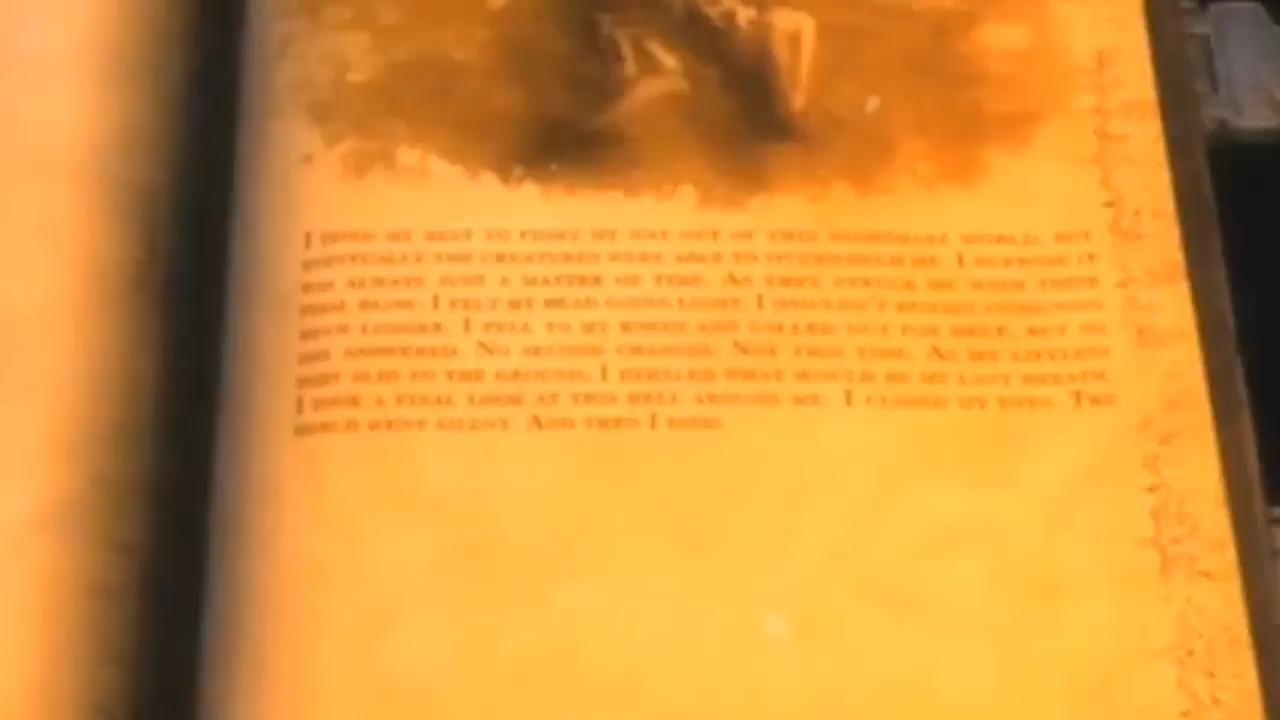 I TRIED MY BEST TO FIGHT MY WAY OUT OF THIS NIGHTMARE WORLD, BUT
EVENTUALLY THE CREATURES WERE ABLE TO OVERWHELM ME. I SUPPOSE IT
WAS ALWAYS JUST A MATTER OF TIME. AS THEY STRUCK ME WITH THEIR
FINAL BLOW, I FELT MY HEAD GOING LIGHT. I WOULDN'T REMAIN CONSCIOUS
MUCH LONGER. I FELL TO MY KNEES AND CALLED OUT FOR HELP, BUT NO
ONE ANSWERED. NO SECOND CHANCES. NOT THIS TIME. AS MY LIFELESS
BODY SLID TO THE GROUND, I EXHALED WHAT WOULD BE MY LAST BREATH.
I TOOK A FINAL LOOK AT THIS HELL AROUND ME. I CLOSED MY EYES. THE
WORLD WENT SILENT. AND THEN I DIED.